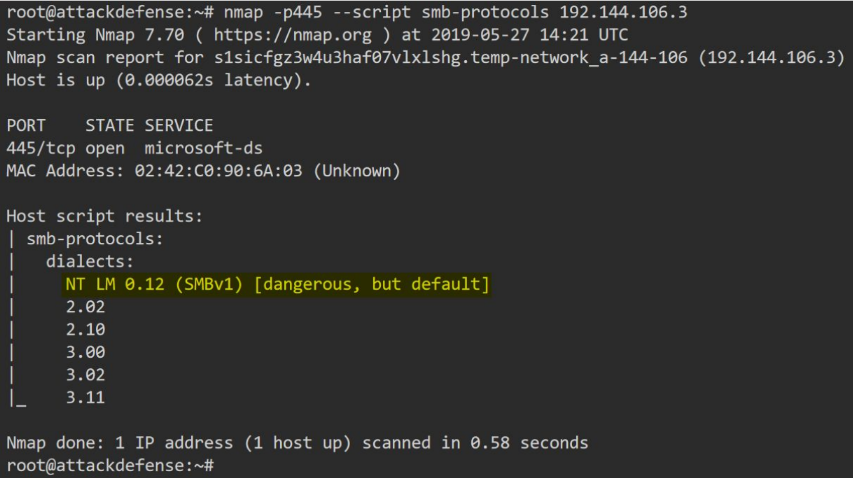 root@attackdefense:~# nmap -p445 --script smb-protocols 192.144.106.3
Starting Nmap 7.70 ( https://nmap.org ) at 2019-05-27 14:21 UTC
Nmap scan report for s1sicfgz3w4u3haf07vlxlshg.temp-network_a-144-106 (192.144.106.3)
Host is up (0.000062s latency).
PORT    STATE SERVICE
445/tcp open  microsoft-ds
MAC Address: 02:42:C0:90:6A:03 (Unknown)
Host script results:
| smb-protocols:
|   dialects:
|     NT LM 0.12 (SMBv1) [dangerous, but default]
|     2.02
|     2.10
|     3.00
|     3.02
|_    3.11
Nmap done: 1 IP address (1 host up) scanned in 0.58 seconds
root@attackdefense:~#